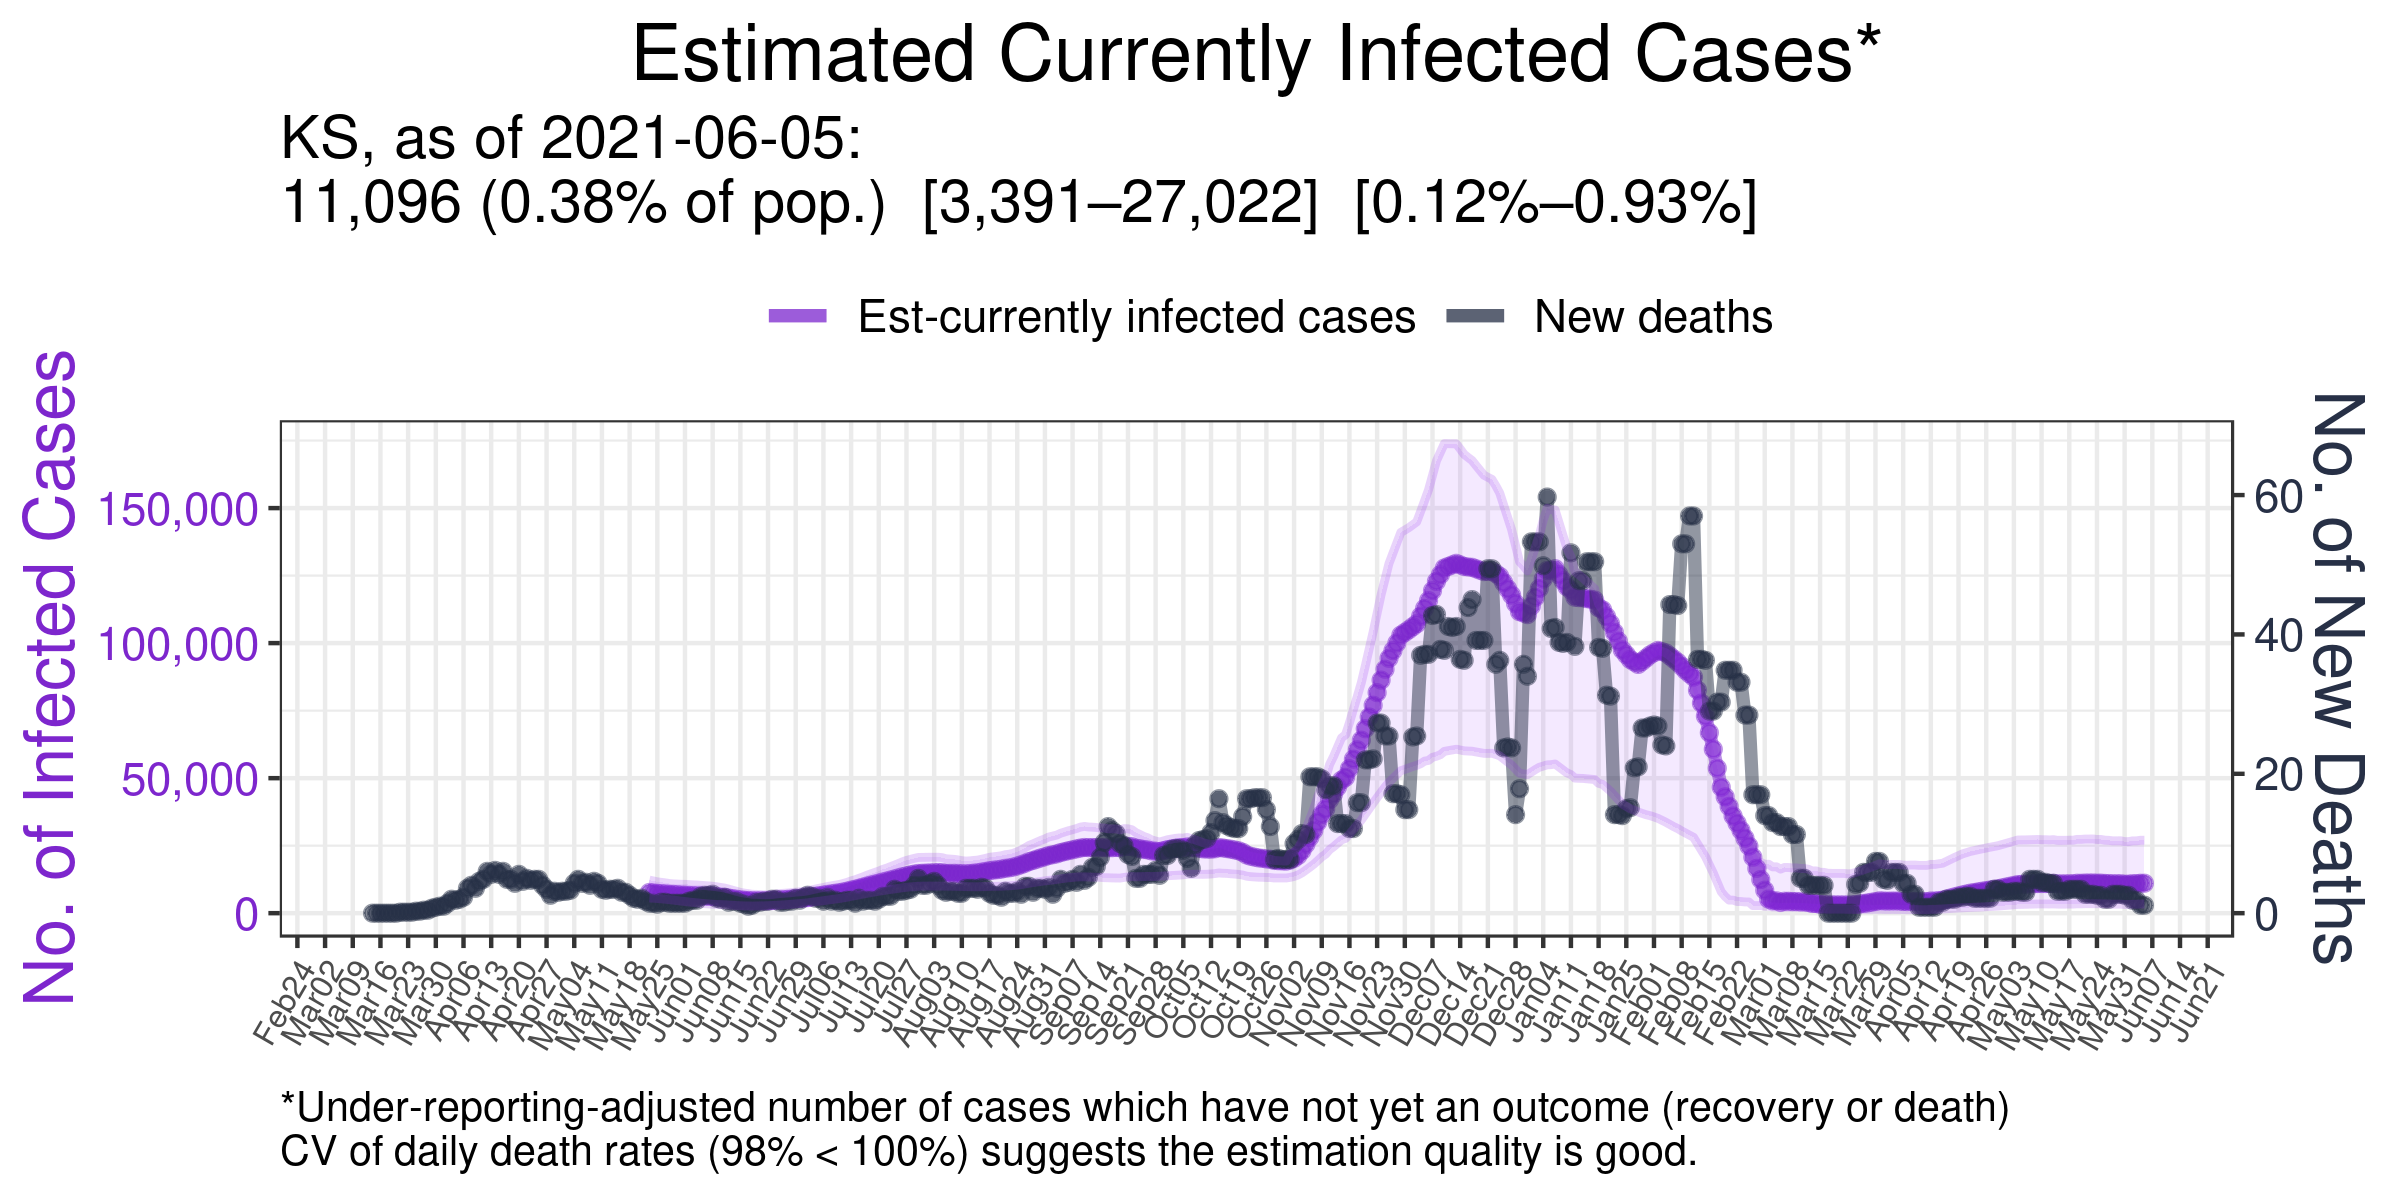 Estimated Currently Infected Cases*
KS, as of 2021-06-05:
11,096 (0.38% of pop.) [3,391–27,022] [0.12%–0.93%]
Est-currently infected cases
New deaths
No. of Infected Cases
150,000
100,000
50,000
0
60
40
20
0
No. of New Deaths
Feb24
Mar02
Mar09
Mar16
Mar23
Mar30
Apr06
Apr13
Apr20
Apr27
May04
May11
May18
May25
Jun01
Jun08
Jun15
Jun22
Jun29
Jul06
Jul13
Jul20
Jul27
Aug03
Aug10
Aug17
Aug24
Aug31
Sep07
Sep14
Sep21
Sep28
Oct05
Oct12
Oct19
Oct26
Nov02
Nov09
Nov16
Nov23
Nov30
Dec07
Dec14
Dec21
Dec28
Jan04
Jan11
Jan18
Jan25
Feb01
Feb08
Feb15
Feb22
Mar01
Mar08
Mar15
Mar22
Mar29
Apr05
Apr12
Apr19
Apr26
May03
May10
May17
May24
May31
Jun07
Jun14
Jun21
*Under-reporting-adjusted number of cases which have not yet an outcome (recovery or death)
CV of daily death rates (98% < 100%) suggests the estimation quality is good.